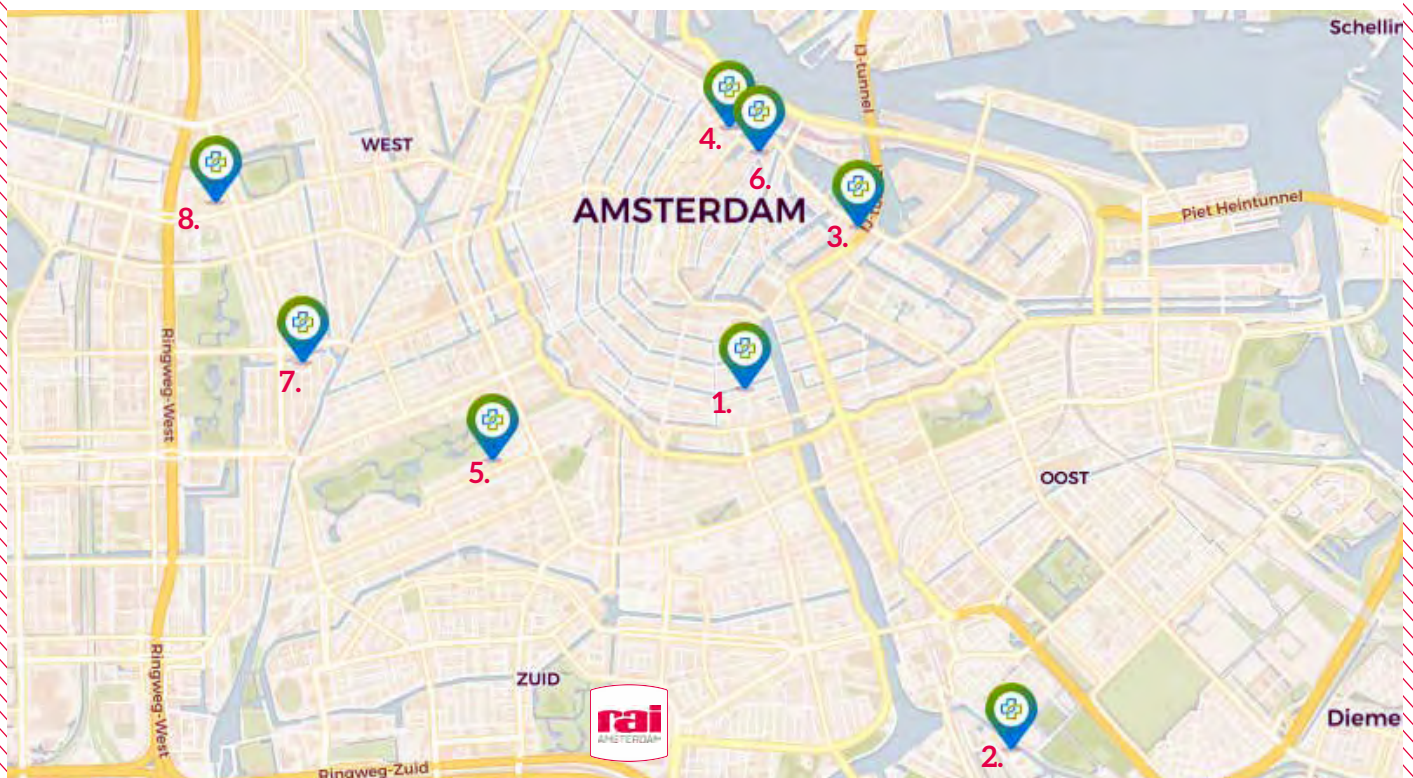 Schellin
IJ-tunnel
WEST
4.
6.
8.
AMSTERDAM
3.
Piet Heintunnel
Ringweg-West
7.
1.
5.
OOST
Ringweg-West
ZUID
rai
AMSTERDAM
Dieme
2.
Ringweg-Zuid